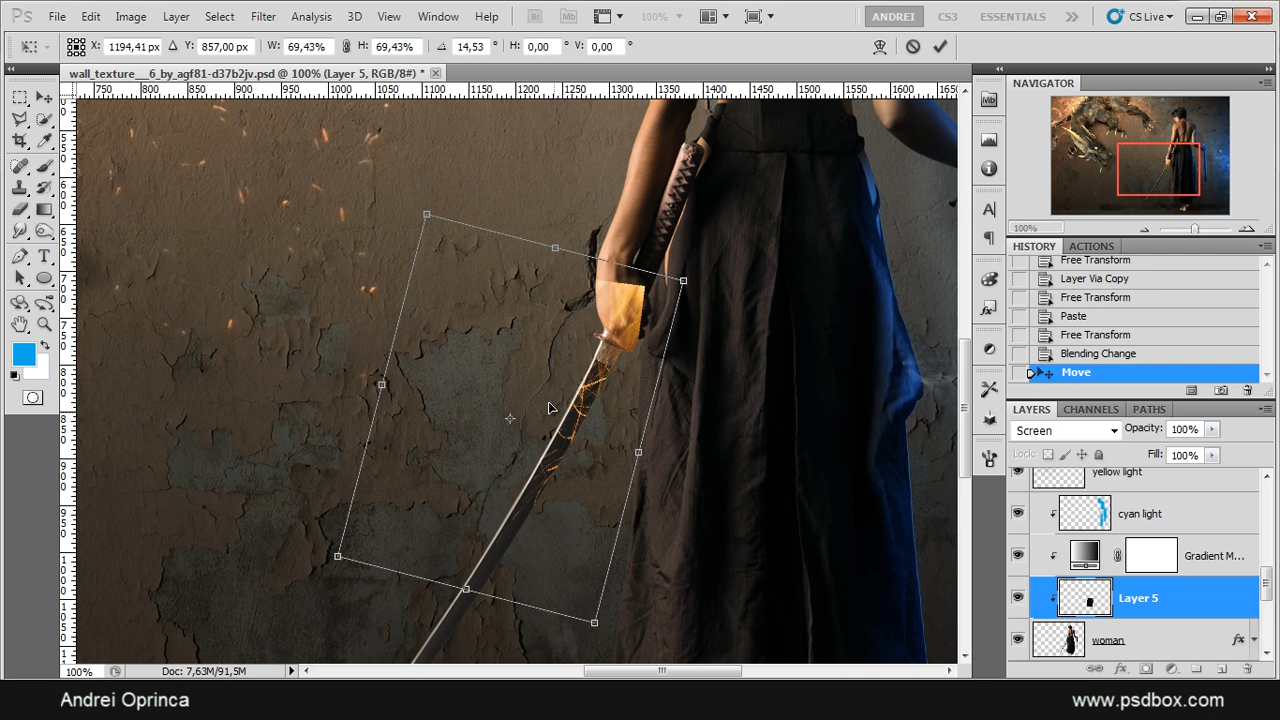 Ps File Edit Image Layer Select Filter Analysis 3D View Window Help Br Mb 100% ANDREI CS3 ESSENTIALS CS Live
X: 1194,41 px Y: 857,00 px W: 69,43% H: 69,43% 14,53 ° H: 0,00 ° V: 0,00 °
wall_texture___6_by_agf81-d37b2jv.psd @ 100% (Layer 5, RGB/8#) *
750 800 850 900 950 1000 1050 1100 1150 1200 1250 1300 1350 1400 1450 1500 1550 1600 1650
NAVIGATOR
Mb
100%
HISTORY ACTIONS
Free Transform
Layer Via Copy
Free Transform
Paste
Free Transform
Blending Change
Move
LAYERS CHANNELS PATHS
Screen Opacity: 100%
Lock: Fill: 100%
yellow light
cyan light
Gradient M...
Layer 5
woman fx
100% Doc: 7,63M/91,5M
Andrei Oprinca www.psdbox.com